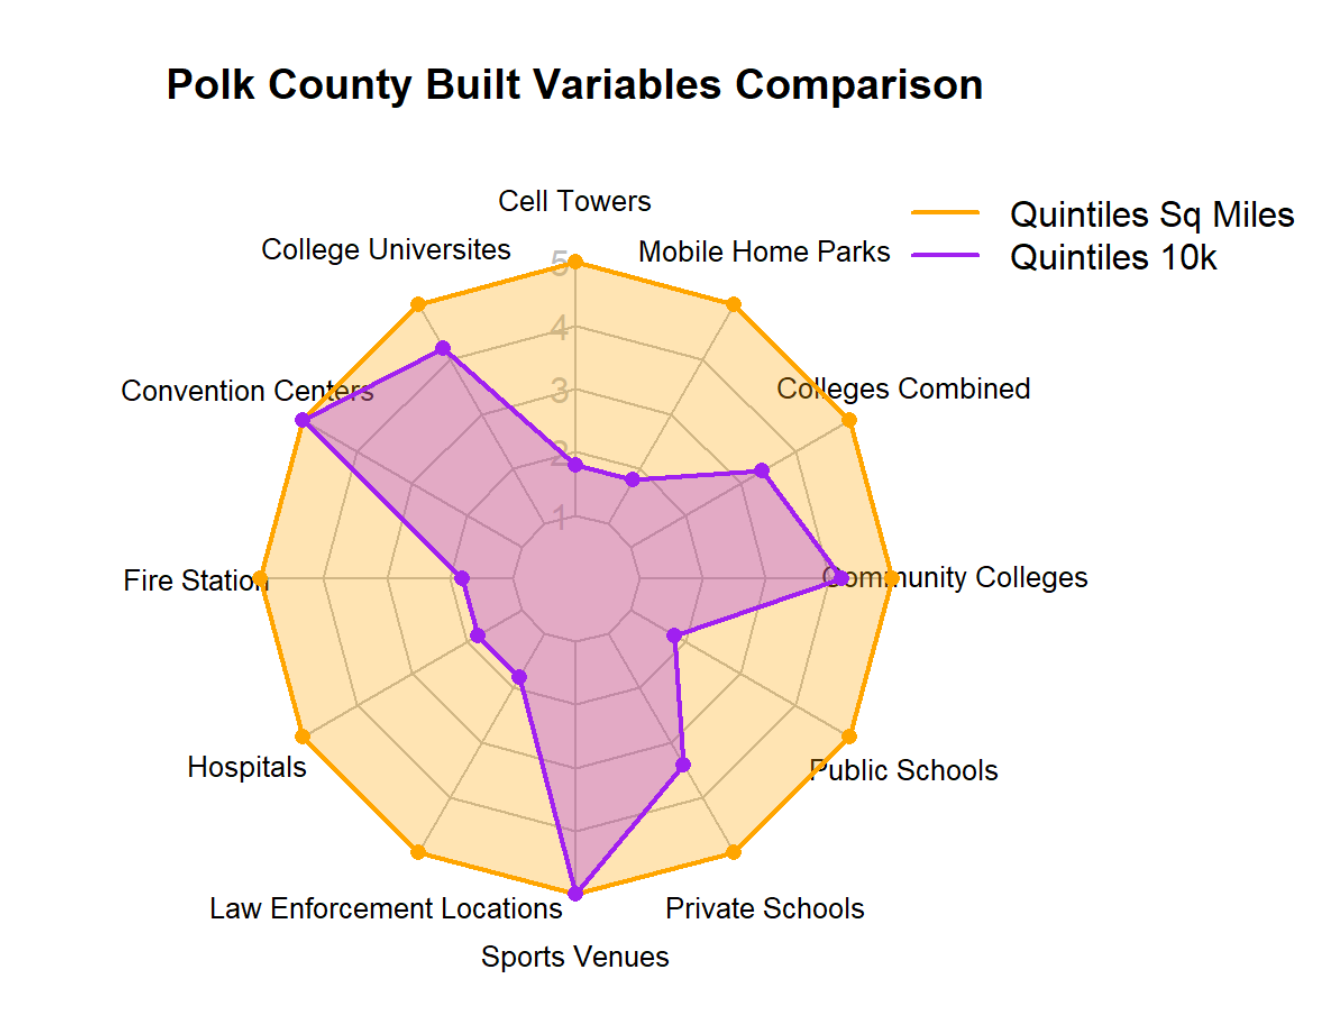 Polk County Built Variables Comparison
Cell Towers
Quintiles Sq Miles
College Universites
Mobile Home Parks
Quintiles 10k
5
4
Convention Centers
3
Colleges Combined
2
1
Fire Station
Community Colleges
Hospitals
Public Schools
Law Enforcement Locations
Private Schools
Sports Venues